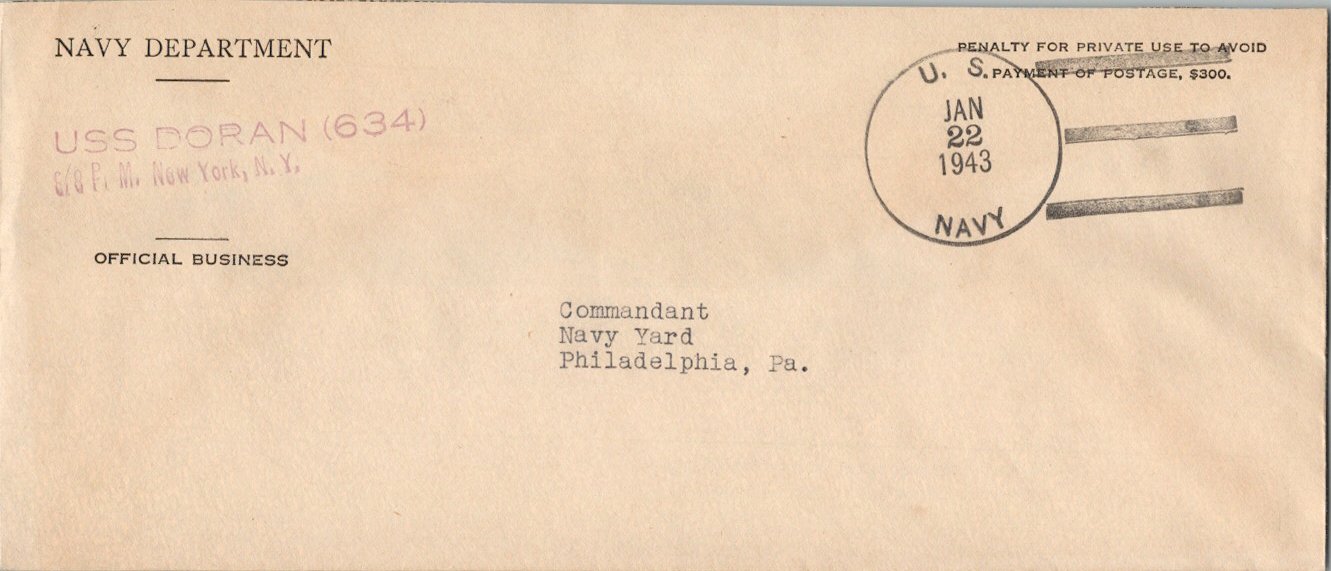 NAVY DEPARTMENT
USS DORAN (634)
c/o P. M. New York, N. Y.
OFFICIAL BUSINESS
PENALTY FOR PRIVATE USE TO AVOID
PAYMENT OF POSTAGE, $300.
U. S.
JAN
22
1943
NAVY
Commandant
Navy Yard
Philadelphia, Pa.